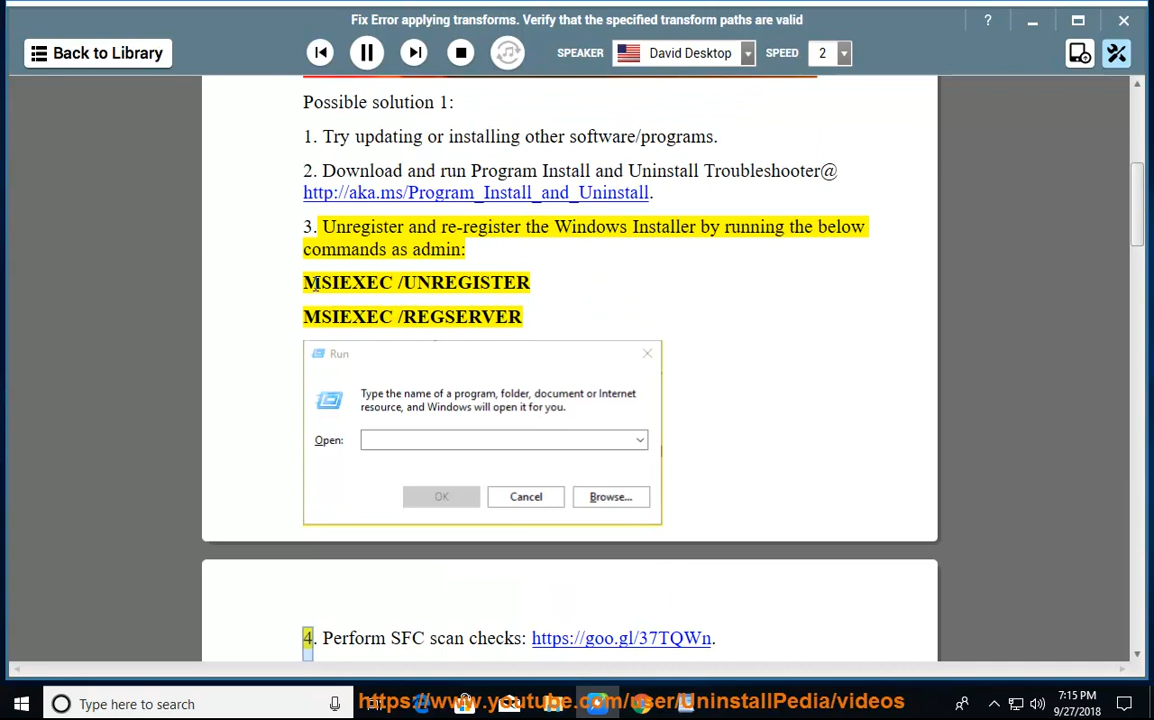 Fix Error applying transforms. Verify that the specified transform paths are valid
?
Back to Library
SPEAKER
David Desktop
SPEED
2
Possible solution 1:
1. Try updating or installing other software/programs.
2. Download and run Program Install and Uninstall Troubleshooter@
http://aka.ms/Program_Install_and_Uninstall.
3. Unregister and re-register the Windows Installer by running the below
commands as admin:
MSIEXEC /UNREGISTER
MSIEXEC /REGSERVER
Run
Type the name of a program, folder, document or Internet
resource, and Windows will open it for you.
Open:
OK
Cancel
Browse...
4. Perform SFC scan checks: https://goo.gl/37TQWn.
Type here to search
https://www.youtube.com/user/UninstallPedia/videos
7:15 PM
9/27/2018